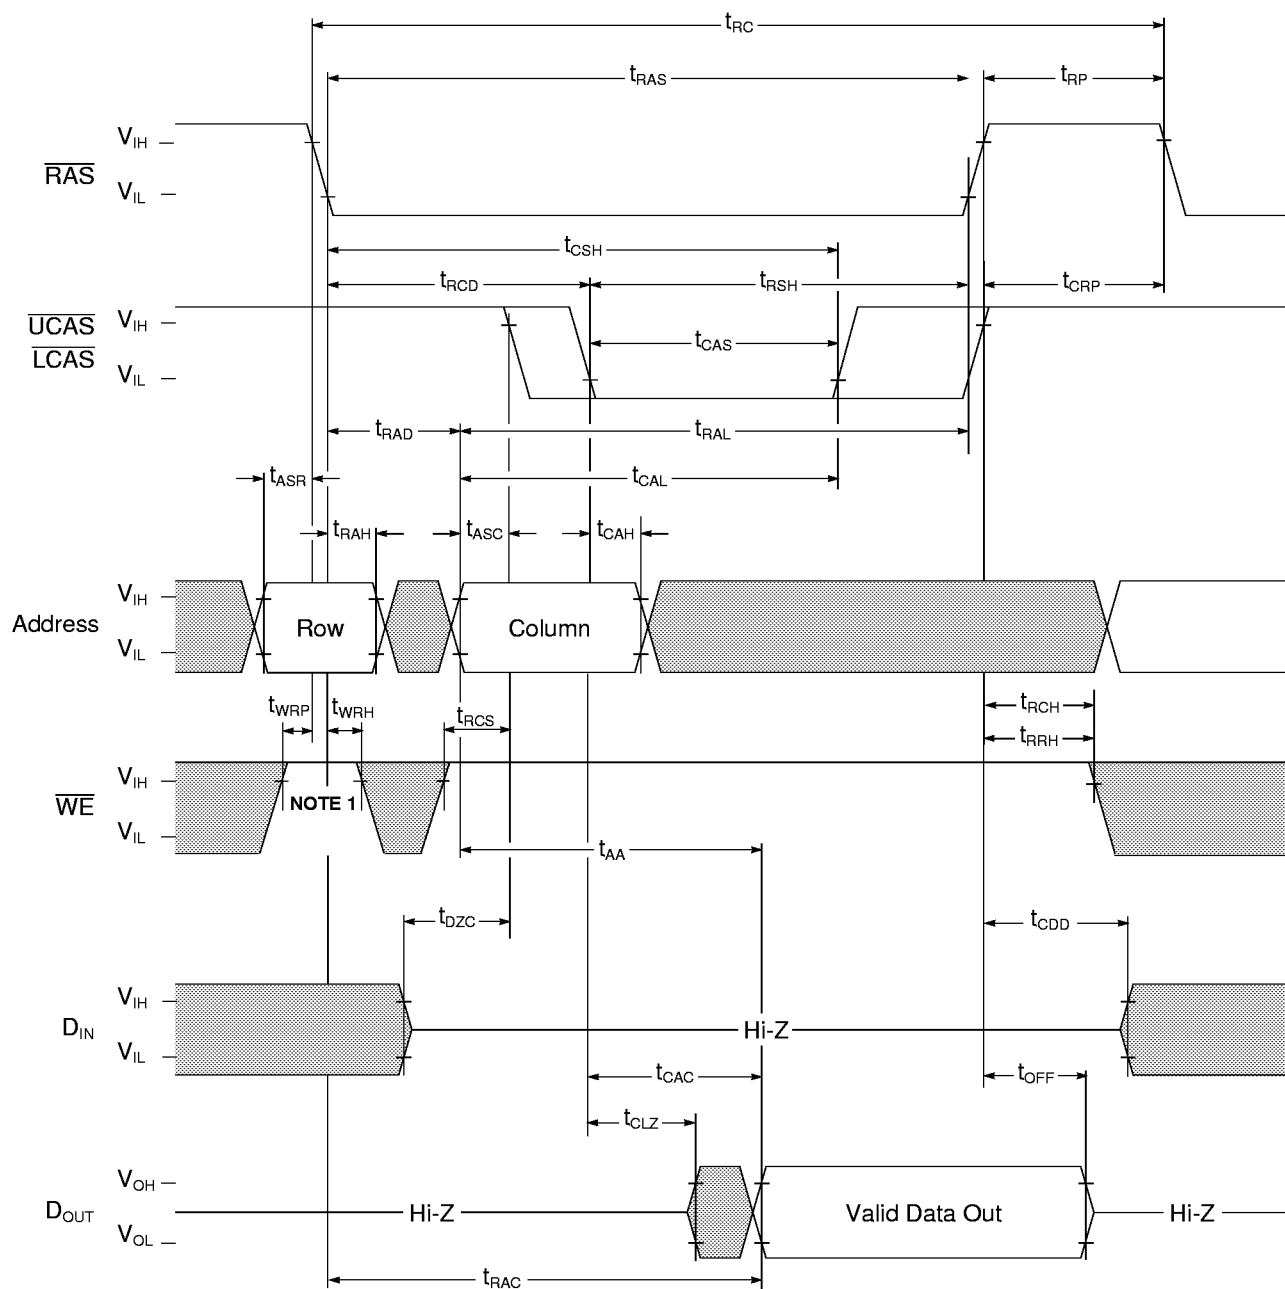 tRC
tRAS tRP
VIH
RAS
VIL
tCSH
tRCD tRSH tCRP
UCAS VIH
LCAS tCAS
VIL
tRAD tRAL
tASR tCAL
tRAH tASC tCAH
VIH
Address Row Column
VIL
tWRP tWRH tRCS tRCH
tRRH
VIH
WE NOTE 1
VIL
tAA
tDZC tCDD
VIH
DIN Hi-Z
VIL
tCAC tOFF
tCLZ
VOH
DOUT Hi-Z Valid Data Out Hi-Z
VOL
tRAC